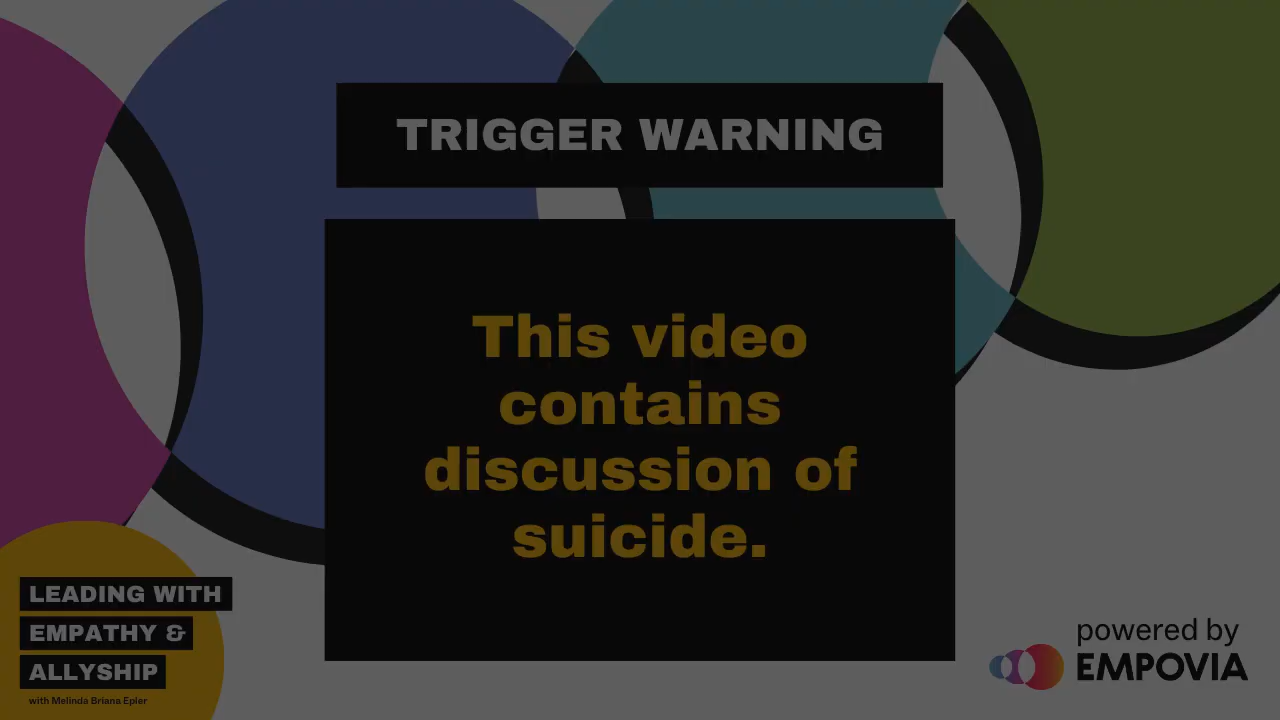 TRIGGER WARNING
This video
contains
discussion of
suicide.
LEADING WITH
EMPATHY &
ALLYSHIP
with Melinda Briana Epler
powered by
EMPOVIA